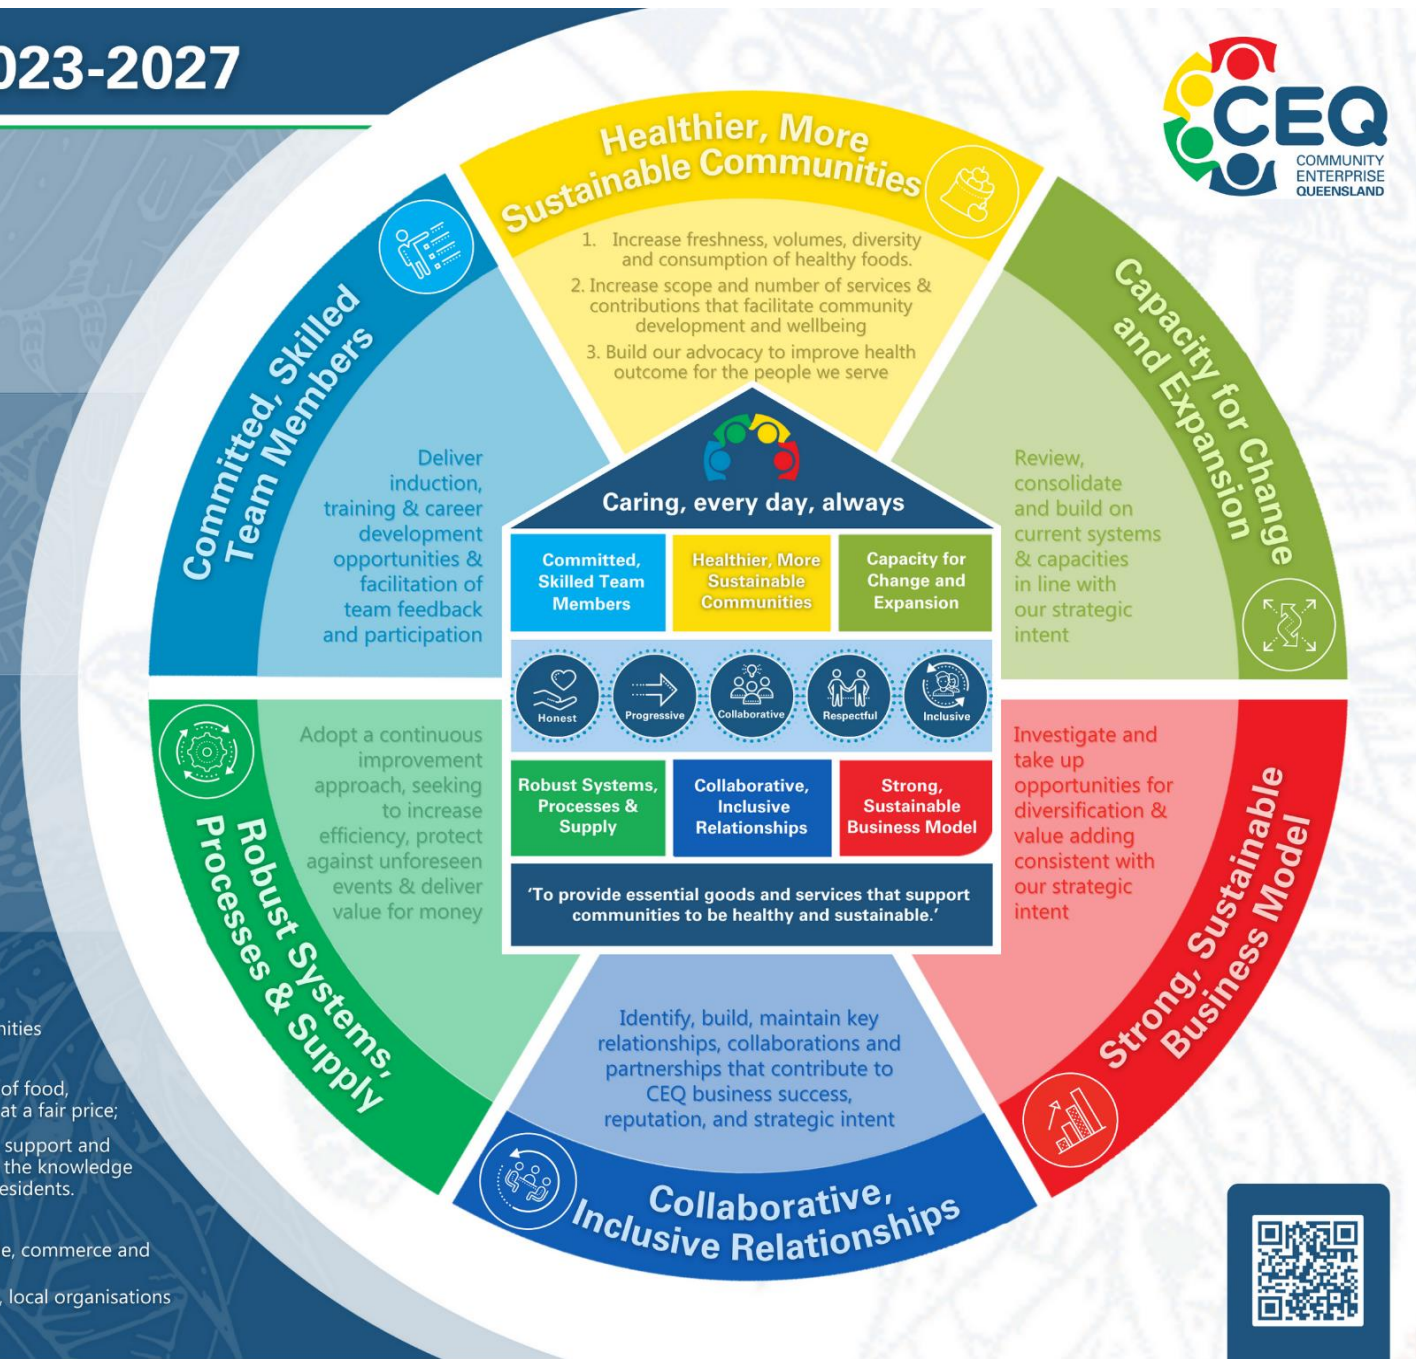 023-2027
CEQ
COMMUNITY
ENTERPRISE
QUEENSLAND
Healthier, More
Sustainable Communities
1. Increase freshness, volumes, diversity
and consumption of healthy foods.
2. Increase scope and number of services &
contributions that facilitate community
development and wellbeing
3. Build our advocacy to improve health
outcome for the people we serve
Committed, Skilled
Team Members
Deliver
induction,
training & career
development
opportunities &
facilitation of
team feedback
and participation
Capacity for Change
and Expansion
Review,
consolidate
and build on
current systems
& capacities
in line with
our strategic
intent
Caring, every day, always
Committed,
Skilled Team
Members
Healthier, More
Sustainable
Communities
Capacity for
Change and
Expansion
Honest
Progressive
Collaborative
Respectful
Inclusive
Robust Systems,
Processes &
Supply
Collaborative,
Inclusive
Relationships
Strong,
Sustainable
Business Model
'To provide essential goods and services that support
communities to be healthy and sustainable.'
Robust Systems,
Processes & Supply
Adopt a continuous
improvement
approach, seeking
to increase
efficiency, protect
against unforeseen
events & deliver
value for money
Strong, Sustainable
Business Model
Investigate and
take up
opportunities for
diversification &
value adding
consistent with
our strategic
intent
Identify, build, maintain key
relationships, collaborations and
partnerships that contribute to
CEQ business success,
reputation, and strategic intent
Collaborative,
Inclusive Relationships
nities
of food,
at a fair price;
support and
the knowledge
esidents.
e, commerce and
, local organisations